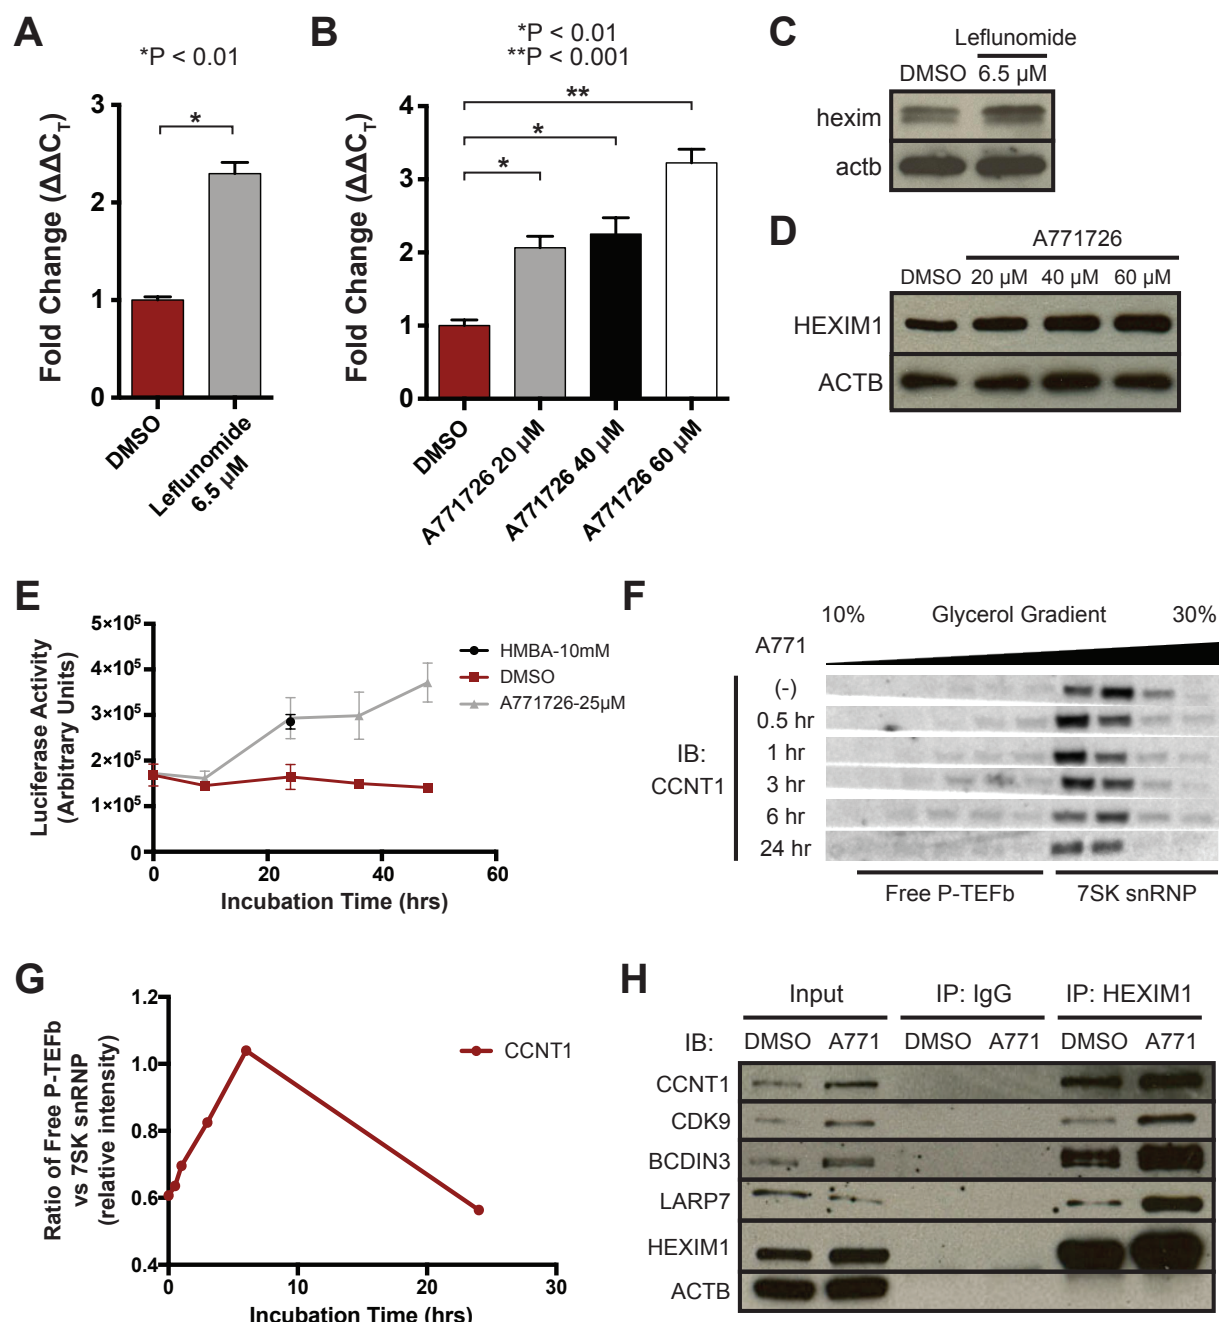 A
*P < 0.01
Fold Change (ΔΔC_T)
3
2
1
0
*
DMSO
Leflunomide
6.5 µM
B
*P < 0.01
**P < 0.001
Fold Change (ΔΔC_T)
4
3
2
1
0
**
*
*
DMSO
A771726 20 µM
A771726 40 µM
A771726 60 µM
C
Leflunomide
DMSO 6.5 µM
hexim
actb
D
A771726
DMSO 20 µM 40 µM 60 µM
HEXIM1
ACTB
E
Luciferase Activity
(Arbitrary Units)
5×10⁵
4×10⁵
3×10⁵
2×10⁵
1×10⁵
0
0 20 40 60
Incubation Time (hrs)
HMBA-10mM
DMSO
A771726-25µM
F
10% Glycerol Gradient 30%
A771
(-)
0.5 hr
1 hr
3 hr
6 hr
24 hr
IB:
CCNT1
Free P-TEFb 7SK snRNP
G
Ratio of Free P-TEFb
vs 7SK snRNP
(relative intensity)
1.2
1.0
0.8
0.6
0.4
0 10 20 30
Incubation Time (hrs)
CCNT1
H
Input IP: IgG IP: HEXIM1
IB: DMSO A771 DMSO A771 DMSO A771
CCNT1
CDK9
BCDIN3
LARP7
HEXIM1
ACTB